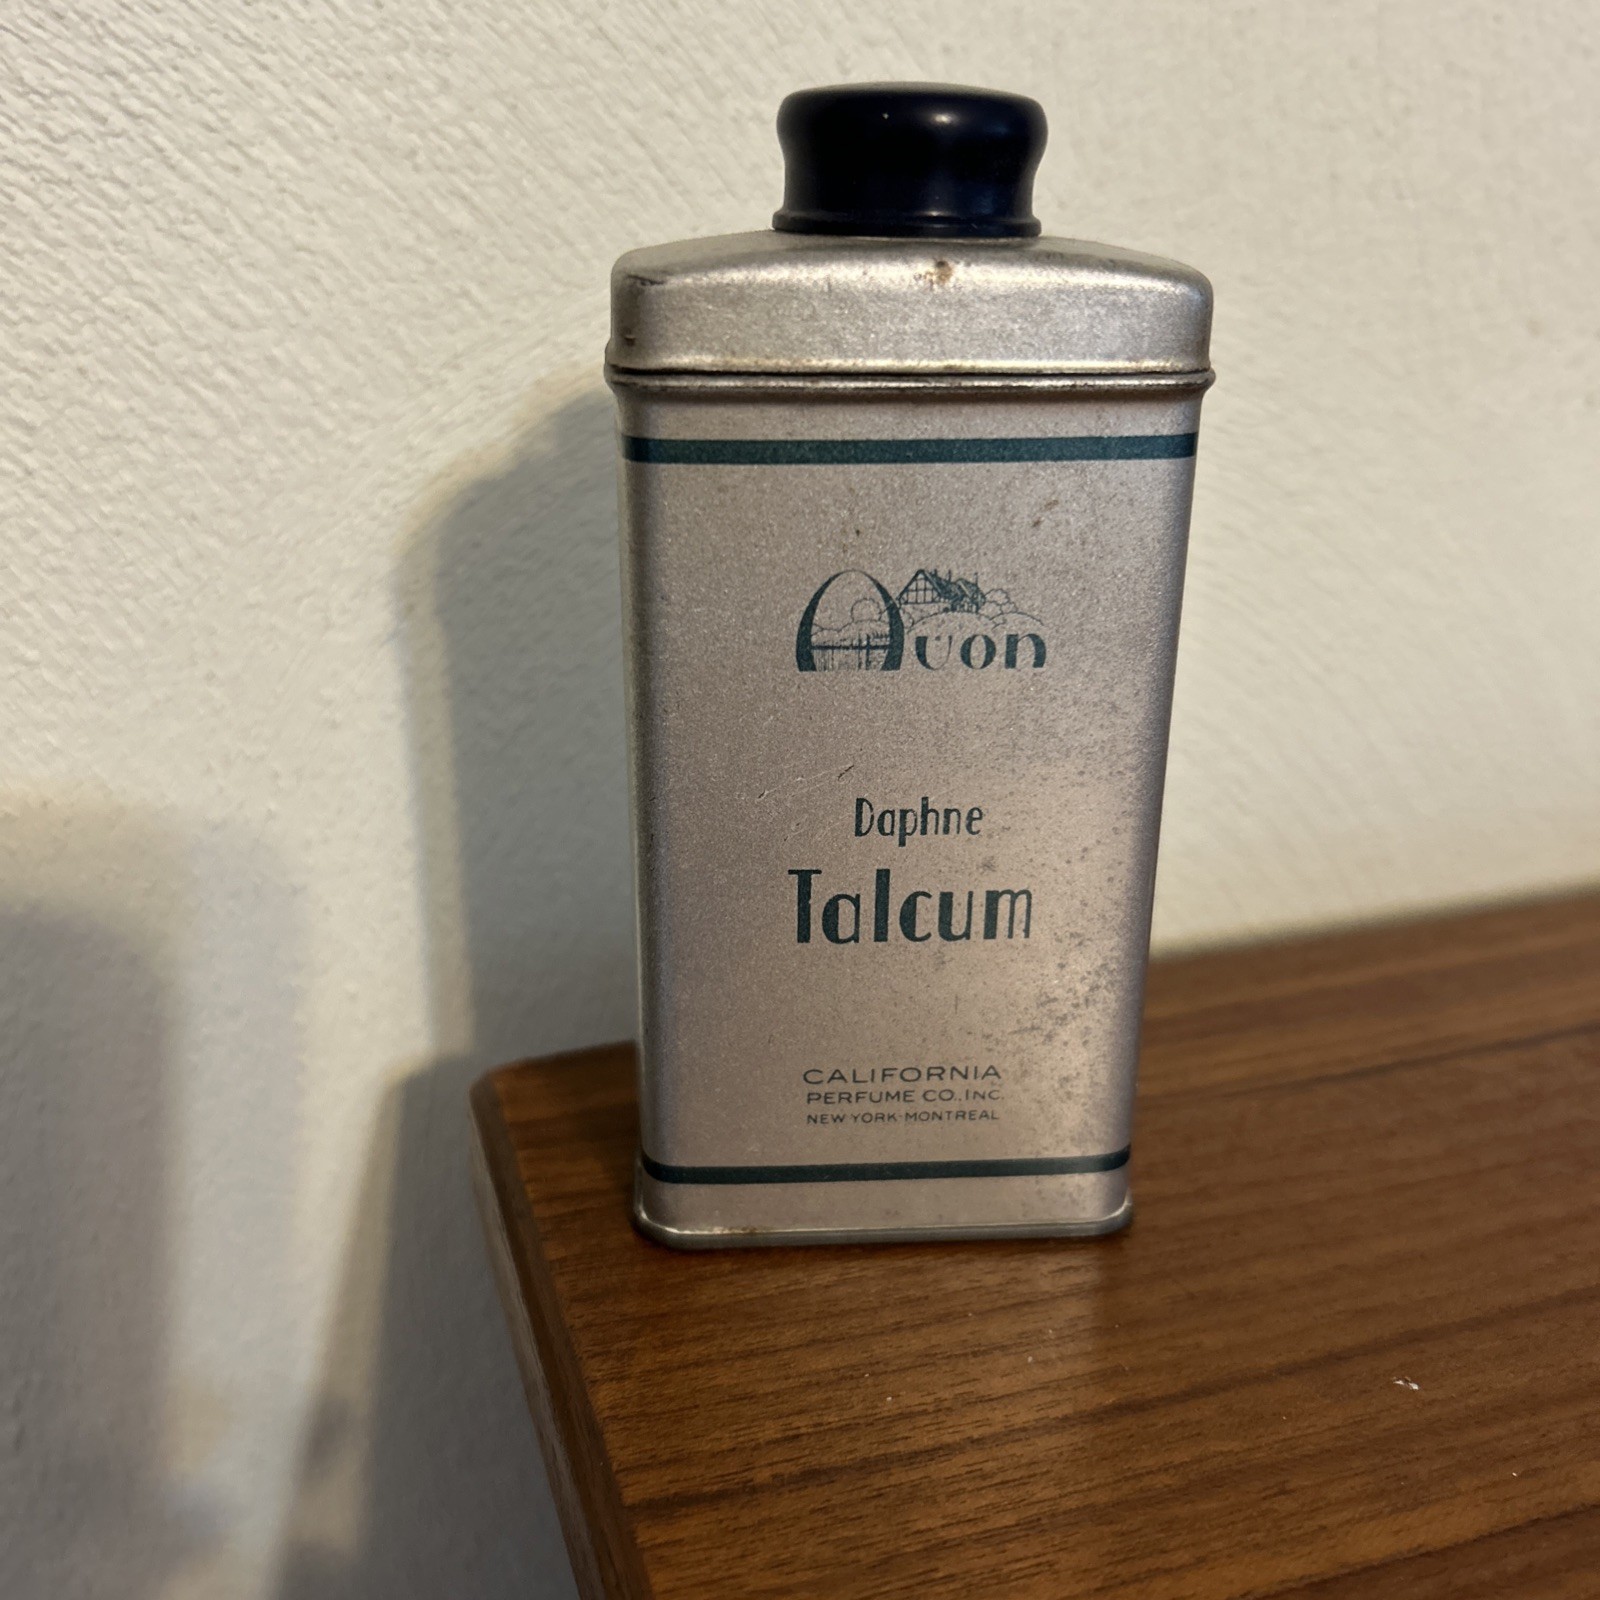 Avon
Daphne
Talcum
CALIFORNIA
PERFUME CO., INC.
NEW YORK-MONTREAL